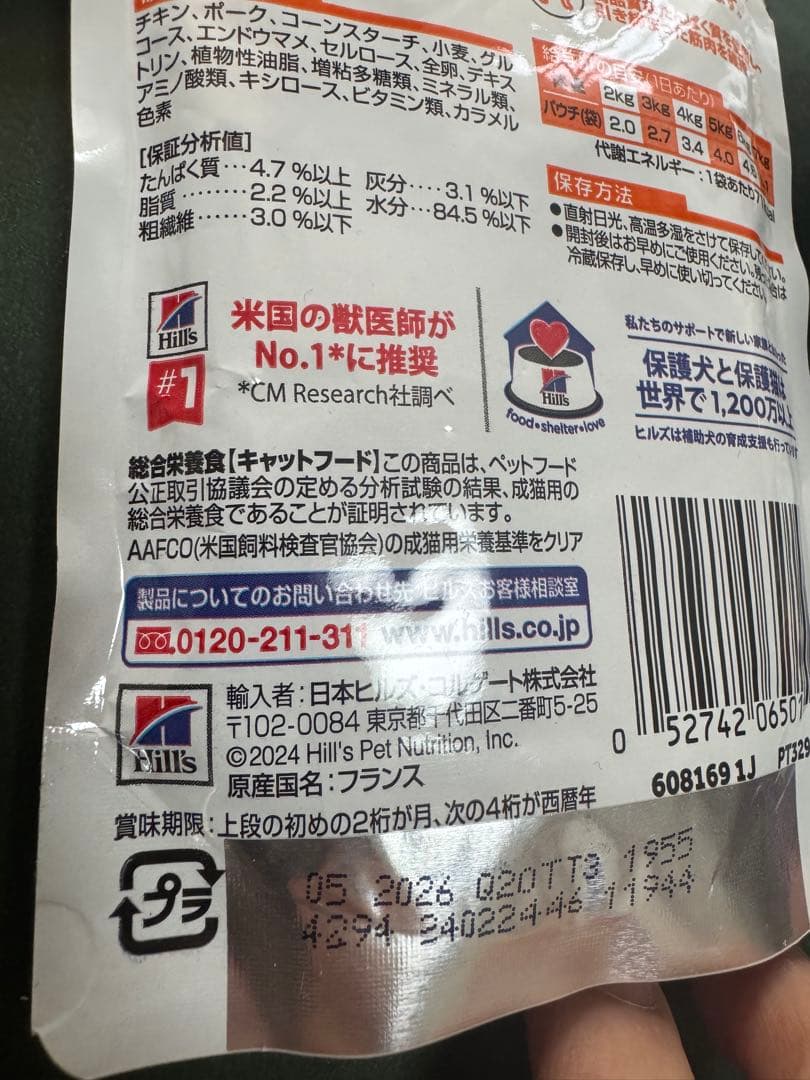 チキン、ポーク、コーンスターチ、小麦、グル
コース、エンドウマメ、セルロース、全卵、デキス
トリン、植物性油脂、増粘多糖類、ミネラル類、
アミノ酸類、キシロース、ビタミン類、カラメル
色素
[保証分析値]
たんぱく質…4.7 %以上 灰分….3.1 %以下
脂質………2.2 %以上 水分…84.5 %以下
粗繊維……3.0 %以下
2kg 3kg 4kg 5kg
パウチ(袋) 2.0 2.7 3.4 4.0
代謝エネルギー:1袋あたり
保存方法
●直射日光、高温多湿をさけて保存して
●開封後はお早めにご使用ください。
冷蔵保存し、早めに使い切ってください。
Hill's
#1
米国の獣医師が
No.1*に推奨
*CM Research社調べ
Hill's
food•shelter•love
私たちのサポートで新しい家族と
保護犬と保護猫は
世界で1,200万以上
ヒルズは補助犬の育成支援も行って
総合栄養食【キャットフード】この商品は、ペットフード
公正取引協議会の定める分析試験の結果、成猫用の
総合栄養食であることが証明されています。
AAFCO(米国飼料検査官協会)の成猫用栄養基準をクリア
製品についてのお問い合わせ先 ヒルズお客様相談室
0120-211-311 www.hills.co.jp
Hill's
輸入者:日本ヒルズ・コルゲート株式会社
〒102-0084 東京都千代田区二番町5-25
©2024 Hill's Pet Nutrition, Inc.
原産国名:フランス
0 52742 0650
608169 1J PT329
賞味期限:上段の初めの2桁が月、次の4桁が西暦年
プラ
05 2026 Q20TT3 1955
4294 S4022446 11944